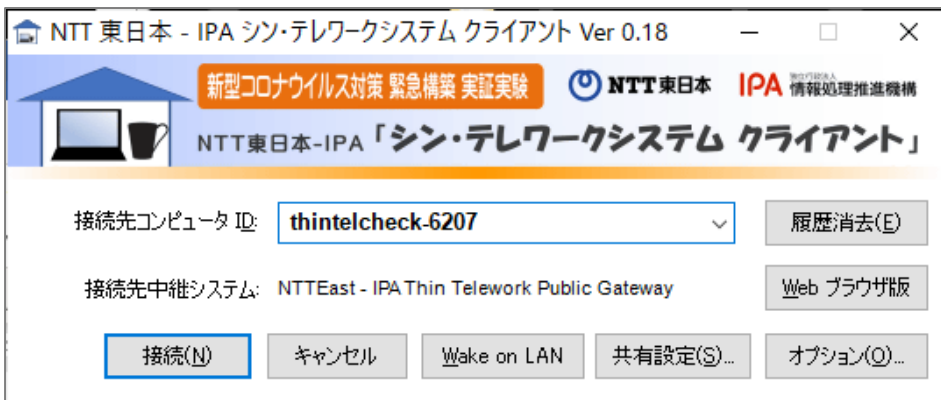 NTT 東日本 - IPA シン・テレワークシステム クライアント Ver 0.18
新型コロナウイルス対策 緊急構築 実証実験
NTT東日本
IPA 独立行政法人 情報処理推進機構
NTT東日本-IPA「シン・テレワークシステム クライアント」
接続先コンピュータ ID:
thintelcheck-6207
履歴消去(E)
接続先中継システム:
NTTEast - IPA Thin Telework Public Gateway
Web ブラウザ版
接続(N)
キャンセル
Wake on LAN
共有設定(S)...
オプション(O)...